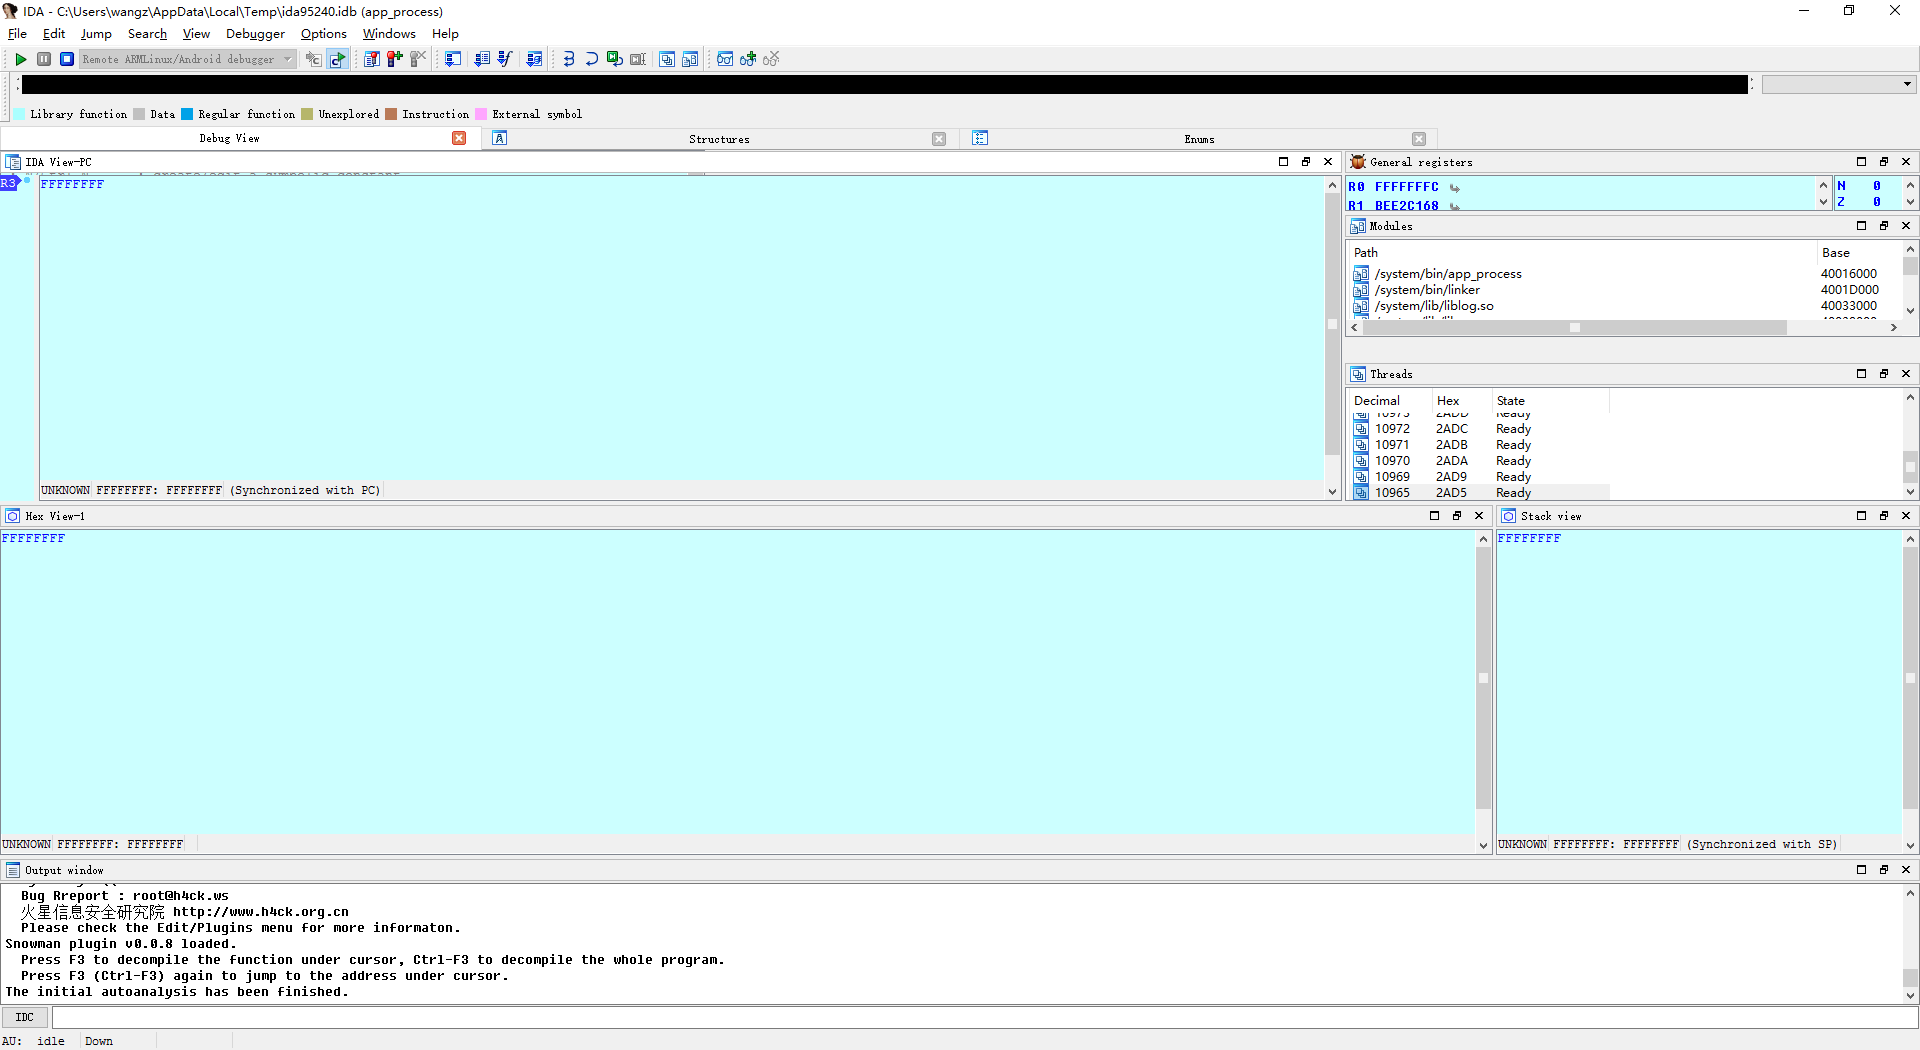 IDA - C:\Users\wangz\AppData\Local\Temp\ida95240.idb (app_process)
File Edit Jump Search View Debugger Options Windows Help
Remote ARMLinux/Android debugger
Library function Data Regular function Unexplored Instruction External symbol
Debug View Structures Enums
IDA View-PC
R3 FFFFFFFF
UNKNOWN FFFFFFFF: FFFFFFFF (Synchronized with PC)
General registers
R0 FFFFFFFC N 0
R1 BEE2C168 Z 0
Modules
Path Base
/system/bin/app_process 40016000
/system/bin/linker 4001D000
/system/lib/liblog.so 40033000
Threads
Decimal Hex State
10973 2ADD Ready
10972 2ADC Ready
10971 2ADB Ready
10970 2ADA Ready
10969 2AD9 Ready
10965 2AD5 Ready
Hex View-1
FFFFFFFF
UNKNOWN FFFFFFFF: FFFFFFFF
Stack view
FFFFFFFF
UNKNOWN FFFFFFFF: FFFFFFFF (Synchronized with SP)
Output window
Bug Rreport : root@h4ck.ws
火星信息安全研究院 http://www.h4ck.org.cn
Please check the Edit/Plugins menu for more informaton.
Snowman plugin v0.0.8 loaded.
Press F3 to decompile the function under cursor, Ctrl-F3 to decompile the whole program.
Press F3 (Ctrl-F3) again to jump to the address under cursor.
The initial autoanalysis has been finished.
IDC
AU: idle Down